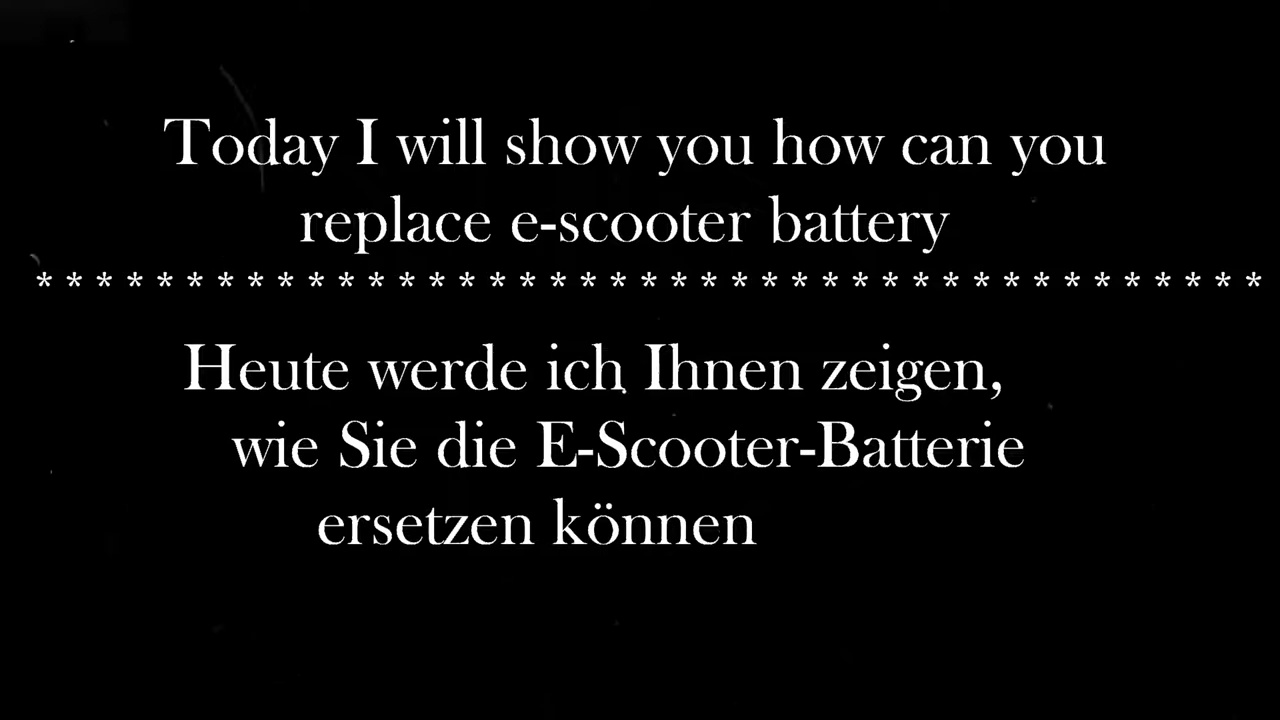 Today I will show you how can you
replace e-scooter battery
* * * * * * * * * * * * * * * * * * * * * * * * * * * * * * * * * * * * * * * * *
Heute werde ich Ihnen zeigen,
wie Sie die E-Scooter-Batterie
ersetzen können